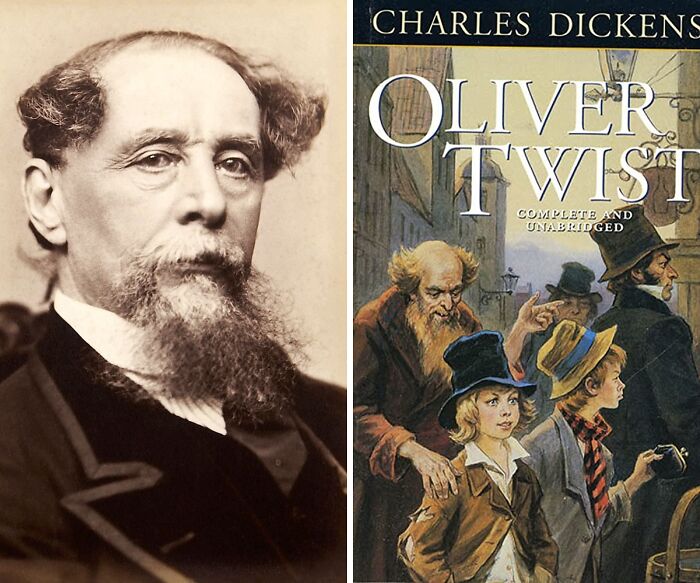 CHARLES DICKENS
OLIVER
TWIST
COMPLETE AND
UNABRIDGED